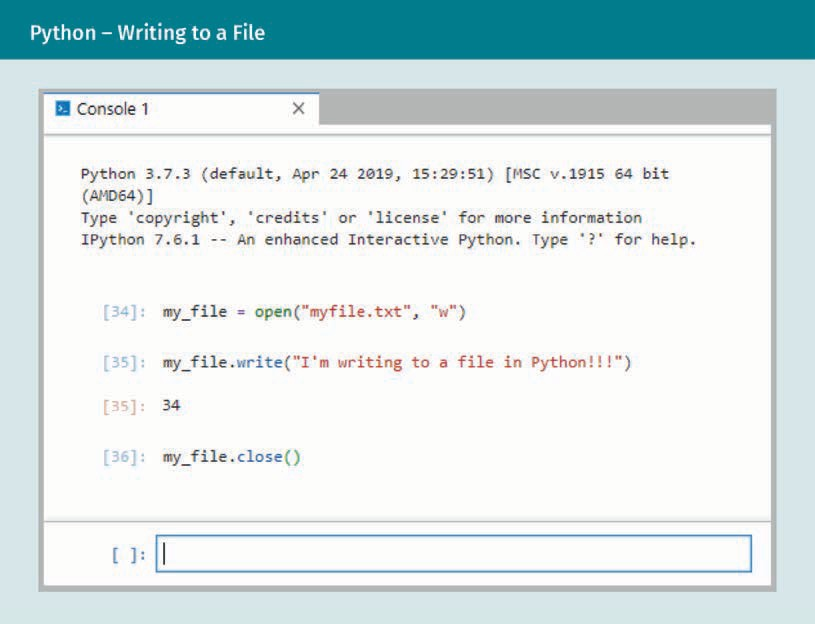 Python – Writing to a File
Console 1
Python 3.7.3 (default, Apr 24 2019, 15:29:51) [MSC v.1915 64 bit
(AMD64)]
Type 'copyright', 'credits' or 'license' for more information
IPython 7.6.1 -- An enhanced Interactive Python. Type '?' for help.
[34]: my_file = open("myfile.txt", "w")
[35]: my_file.write("I'm writing to a file in Python!!!")
[35]: 34
[36]: my_file.close()
[ ]: